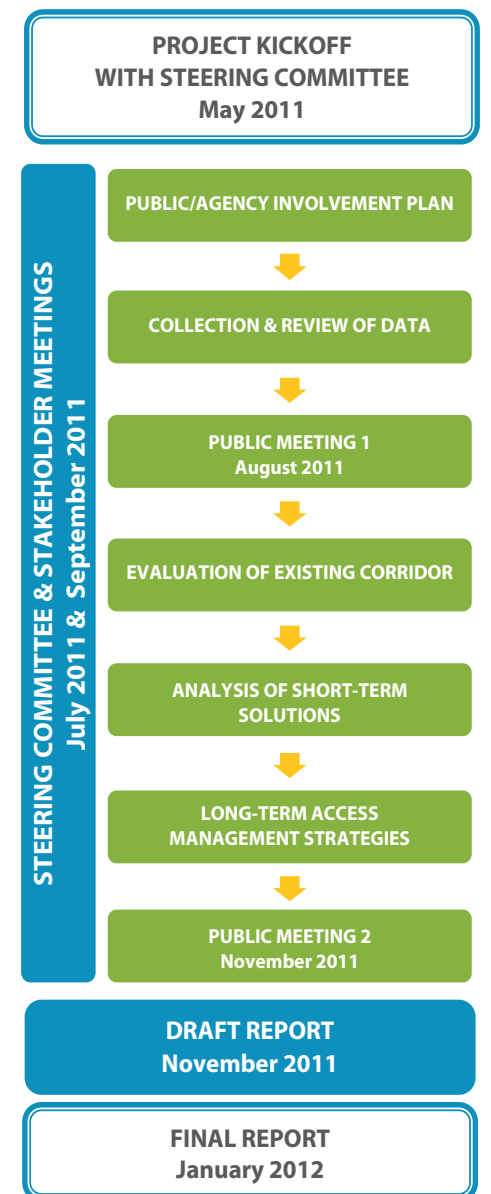 PROJECT KICKOFF
WITH STEERING COMMITTEE
May 2011
STEERING COMMITTEE & STAKEHOLDER MEETINGS
July 2011 & September 2011
PUBLIC/AGENCY INVOLVEMENT PLAN
COLLECTION & REVIEW OF DATA
PUBLIC MEETING 1
August 2011
EVALUATION OF EXISTING CORRIDOR
ANALYSIS OF SHORT-TERM
SOLUTIONS
LONG-TERM ACCESS
MANAGEMENT STRATEGIES
PUBLIC MEETING 2
November 2011
DRAFT REPORT
November 2011
FINAL REPORT
January 2012